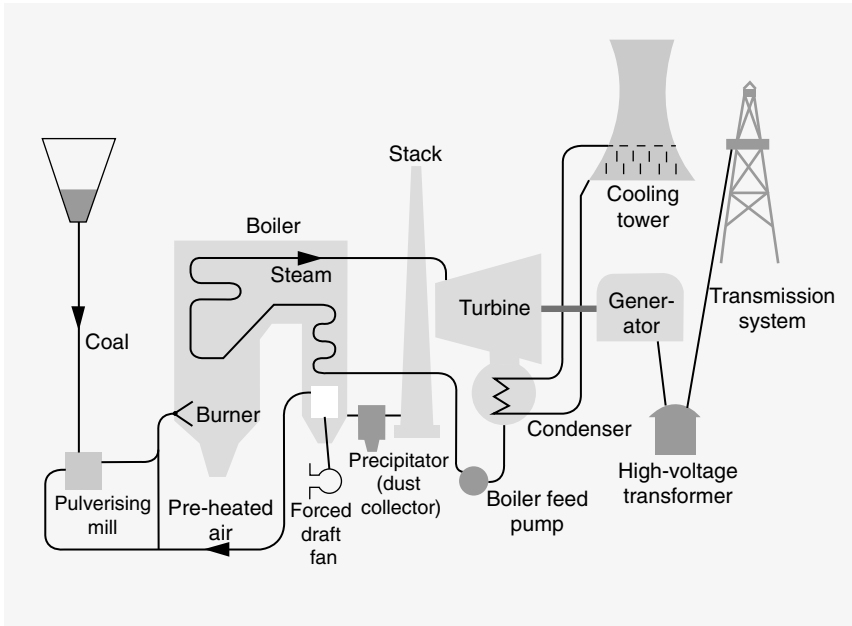 Stack
Cooling
tower
Boiler
Steam
Turbine
Gener-
ator
Transmission
system
Coal
Burner
Condenser
Precipitator
(dust
collector)
High-voltage
transformer
Pulverising
mill
Pre-heated
air
Forced
draft
fan
Boiler feed
pump